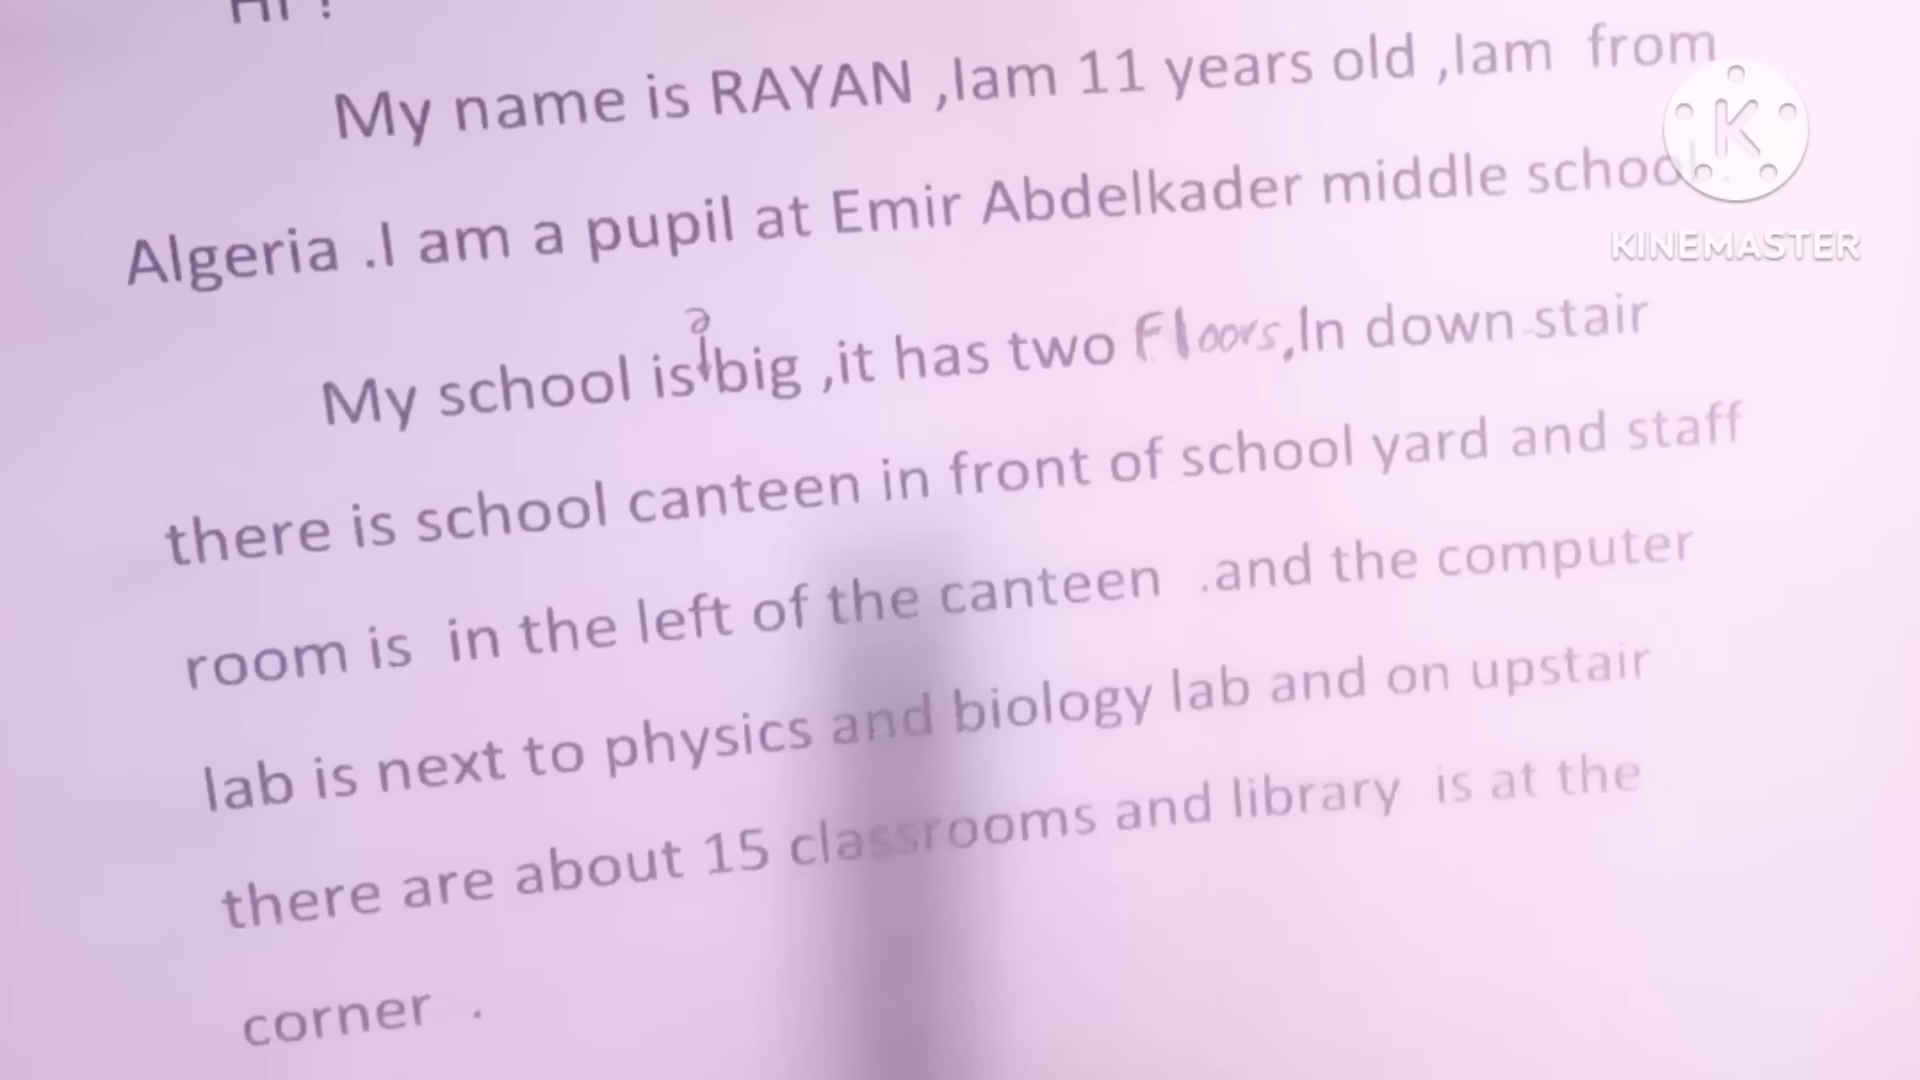 Hi !
My name is RAYAN ,Iam 11 years old ,Iam from
Algeria .I am a pupil at Emir Abdelkader middle school.
My school is a big ,it has two Floors,In down stair
there is school canteen in front of school yard and staff
room is in the left of the canteen .and the computer
lab is next to physics and biology lab and on upstair
there are about 15 classrooms and library is at the
corner .
K
KINEMASTER